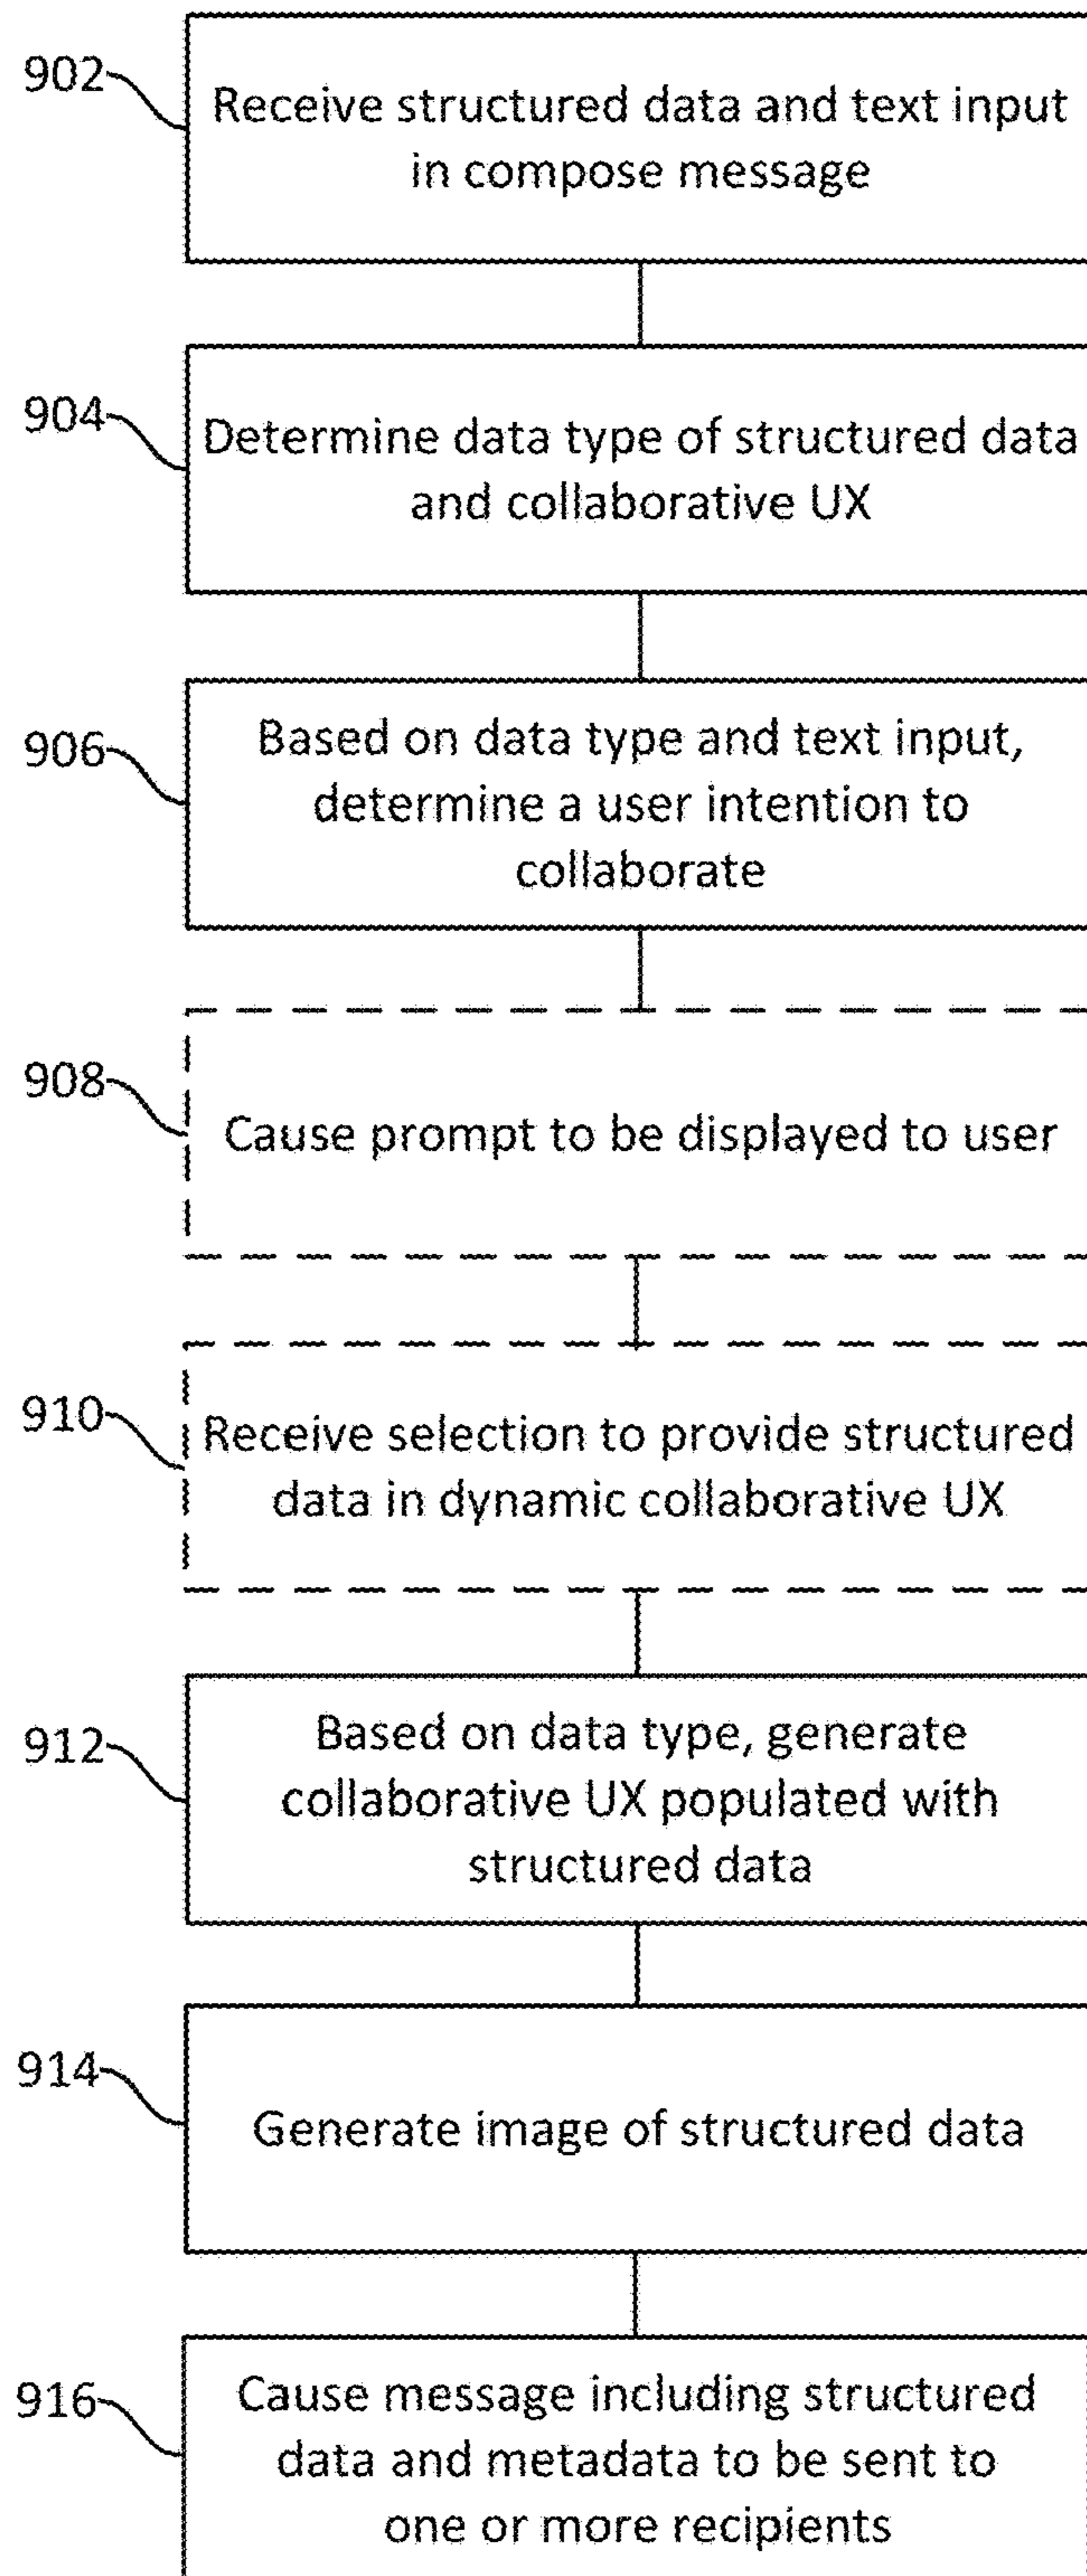 902
Receive structured data and text input
in compose message
904
Determine data type of structured data
and collaborative UX
906
Based on data type and text input,
determine a user intention to
collaborate
908
Cause prompt to be displayed to user
910
Receive selection to provide structured
data in dynamic collaborative UX
912
Based on data type, generate
collaborative UX populated with
structured data
914
Generate image of structured data
916
Cause message including structured
data and metadata to be sent to
one or more recipients